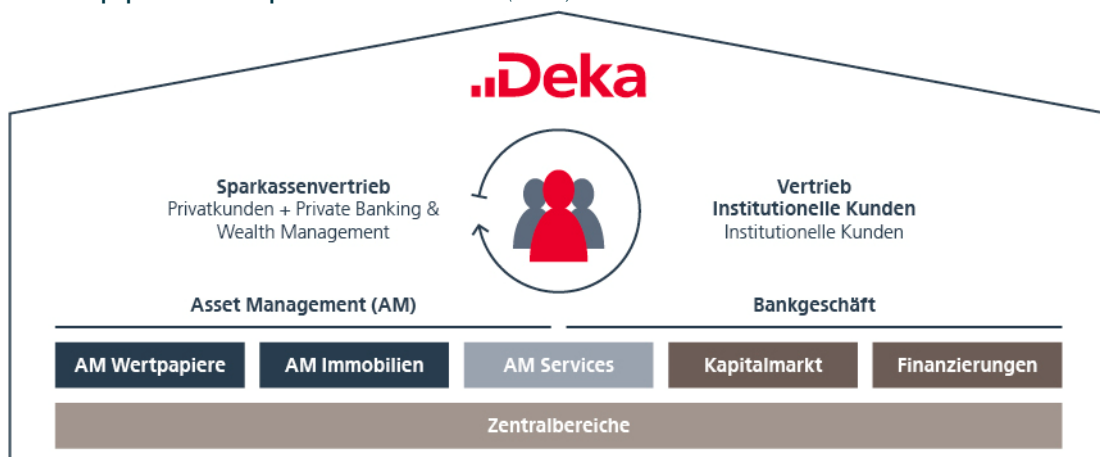 Deka
Sparkassenvertrieb
Privatkunden + Private Banking &
Wealth Management
Vertrieb
Institutionelle Kunden
Institutionelle Kunden
Asset Management (AM)
Bankgeschäft
AM Wertpapiere
AM Immobilien
AM Services
Kapitalmarkt
Finanzierungen
Zentralbereiche